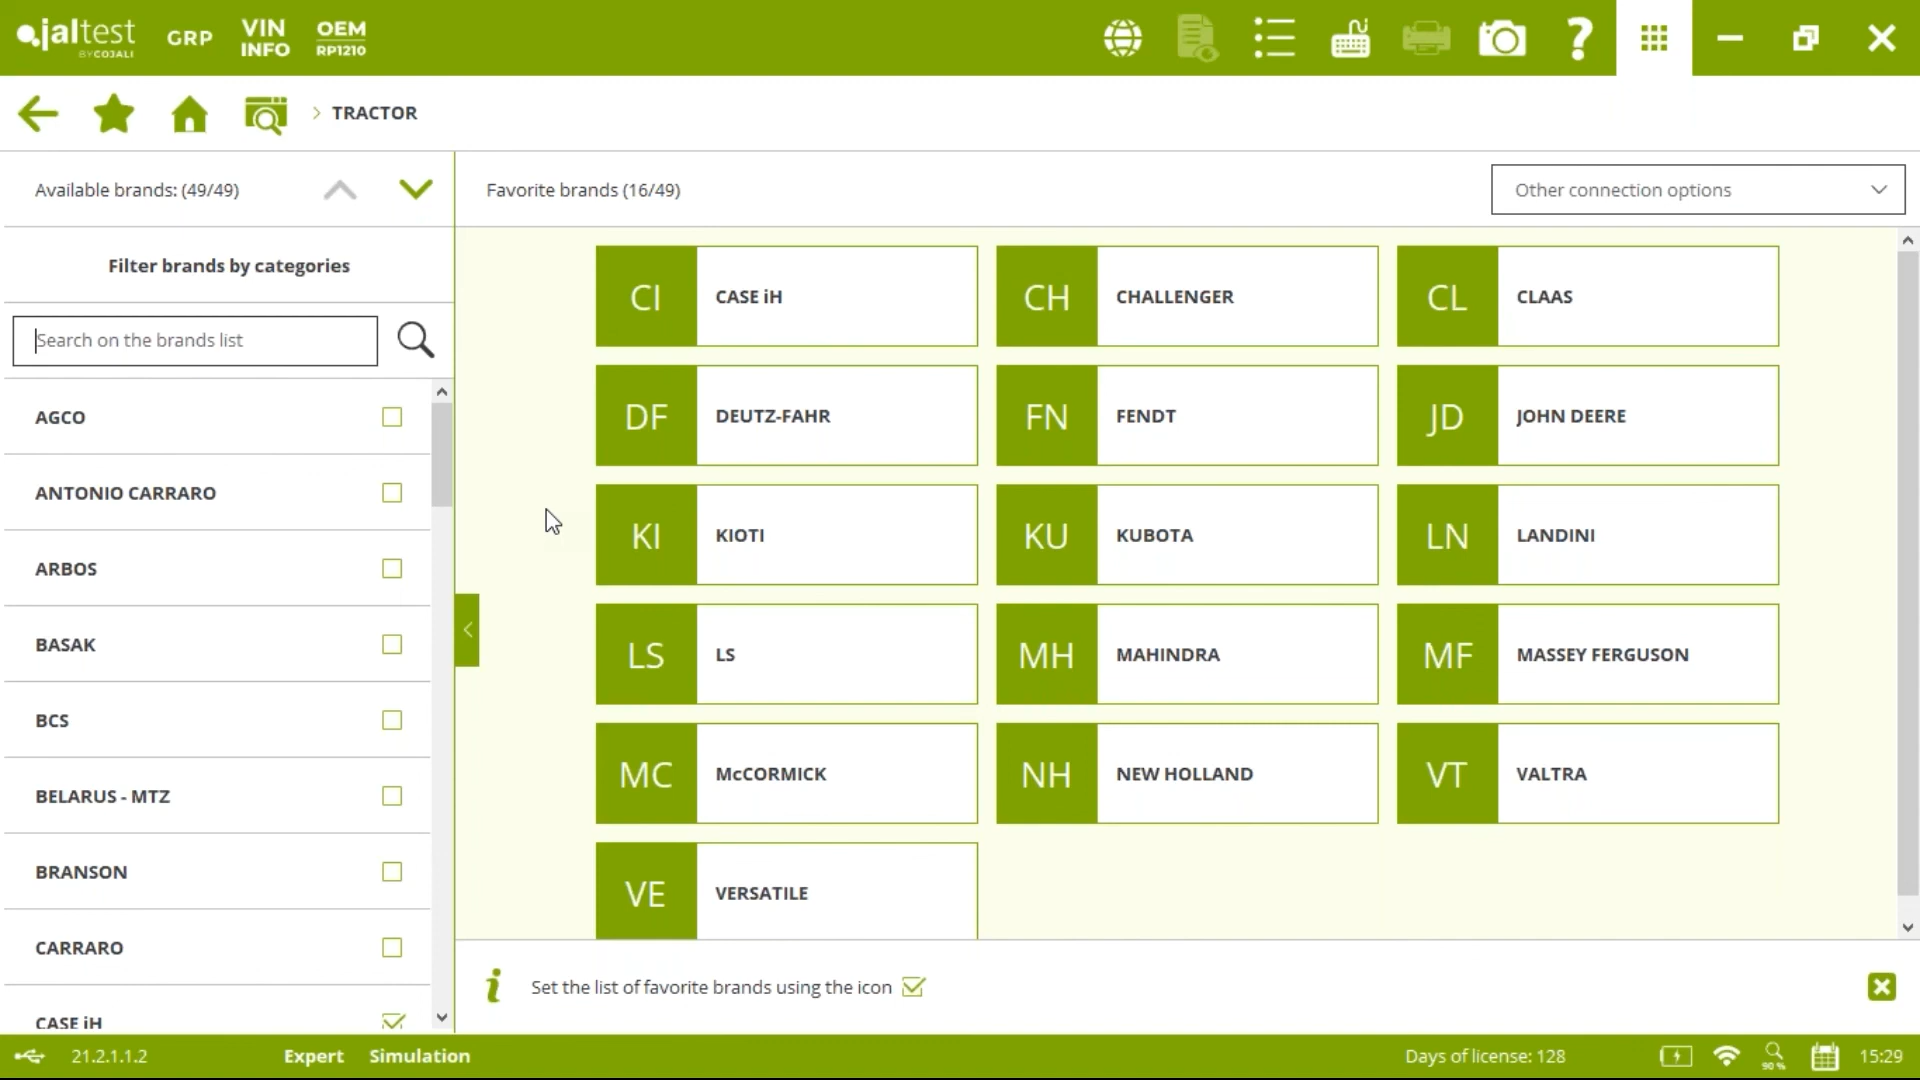 jaltest
BY COJALI
GRP
VIN
INFO
OEM
RP1210
?
> TRACTOR
Available brands: (49/49)
Favorite brands (16/49)
Other connection options
Filter brands by categories
Search on the brands list
AGCO
ANTONIO CARRARO
ARBOS
BASAK
BCS
BELARUS - MTZ
BRANSON
CARRARO
CASE iH
CI CASE iH
CH CHALLENGER
CL CLAAS
DF DEUTZ-FAHR
FN FENDT
JD JOHN DEERE
KI KIOTI
KU KUBOTA
LN LANDINI
LS LS
MH MAHINDRA
MF MASSEY FERGUSON
MC McCORMICK
NH NEW HOLLAND
VT VALTRA
VE VERSATILE
i Set the list of favorite brands using the icon
21.2.1.1.2
Expert
Simulation
Days of license: 128
90 %
15:29